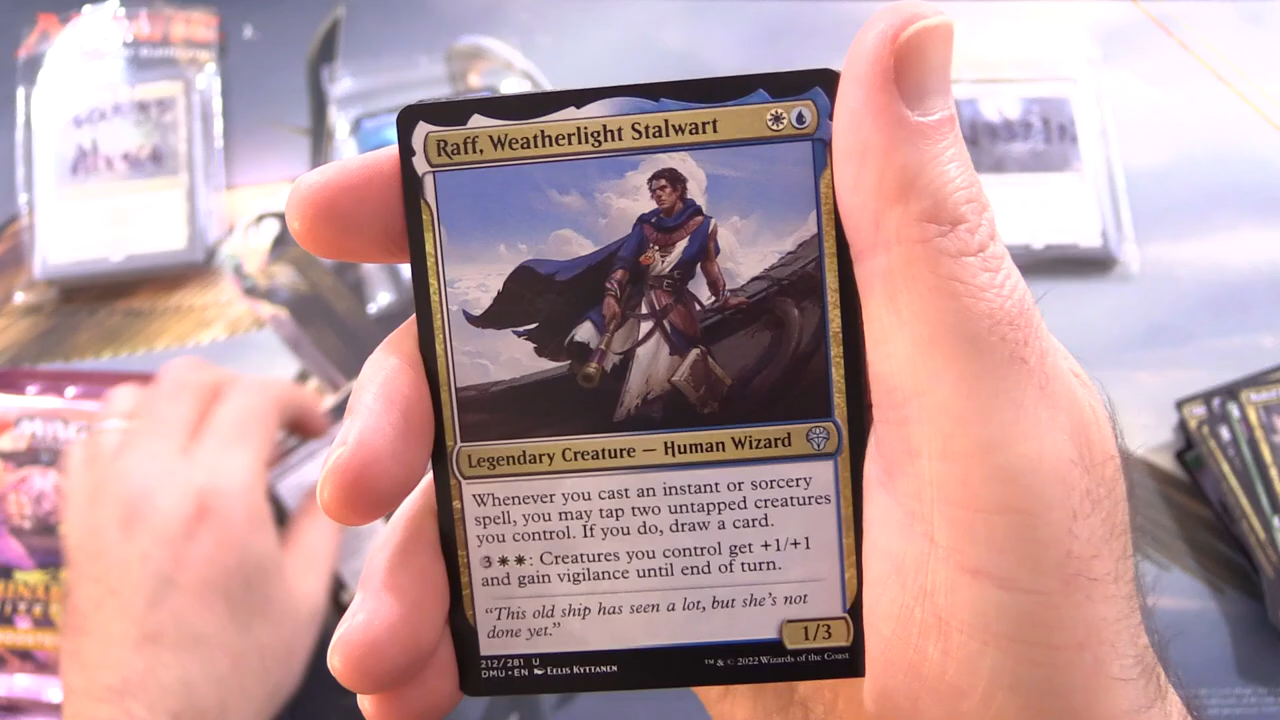 Raff, Weatherlight Stalwart
Legendary Creature — Human Wizard
Whenever you cast an instant or sorcery
spell, you may tap two untapped creatures
you control. If you do, draw a card.
3: Creatures you control get +1/+1
and gain vigilance until end of turn.
“This old ship has seen a lot, but she’s not
done yet.”
1/3
212/281 U
DMU • EN EELIS KYTTANEN
™ & © 2022 Wizards of the Coast